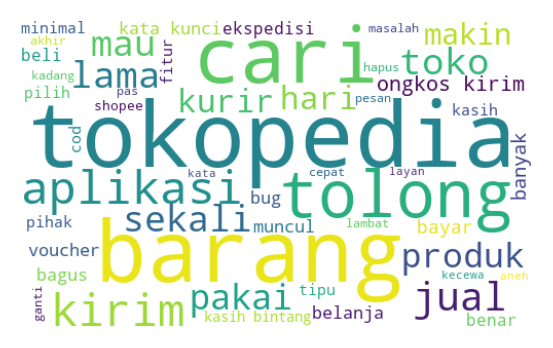 minimal kata kunci ekspedisi masalah makin
akhir mau fitur cari toko
beli lama hapus
kadang kurir hari ongkos kirim
pilih pas shopee pesan kasih
tokopedia
cod banyak
kata cepat layan
aplikasi bug tolong
pihak sekali muncul lambat bayar
voucher barang produk
bagus tipu kecewa aneh
ganti kirim pakai belanja jual
kasih bintang benar